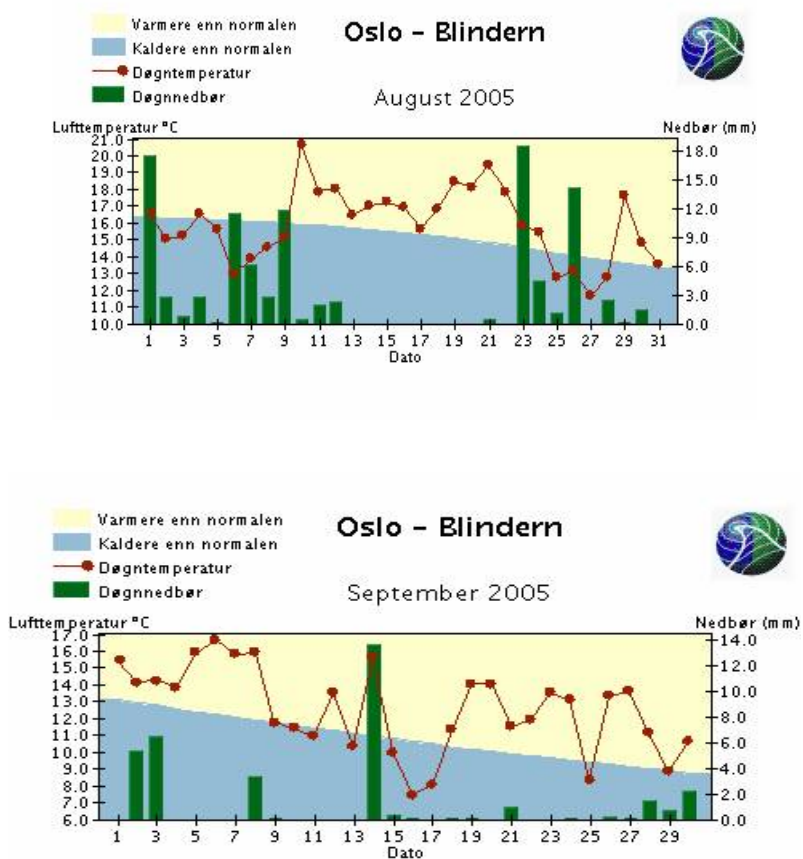 Varmere enn normalen
Kaldere enn normalen
Døgntemperatur
Døgnnedbør
Oslo – Blindern
August 2005
Lufttemperatur °C
Nedbør (mm)
21.0
20.0
19.0
18.0
17.0
16.0
15.0
14.0
13.0
12.0
11.0
10.0
18.0
15.0
12.0
9.0
6.0
3.0
0.0
1 3 5 7 9 11 13 15 17 19 21 23 25 27 29 31
Dato
Varmere enn normalen
Kaldere enn normalen
Døgntemperatur
Døgnnedbør
Oslo – Blindern
September 2005
Lufttemperatur °C
Nedbør (mm)
17.0
16.0
15.0
14.0
13.0
12.0
11.0
10.0
9.0
8.0
7.0
6.0
14.0
12.0
10.0
8.0
6.0
4.0
2.0
0.0
1 3 5 7 9 11 13 15 17 19 21 23 25 27 29
Dato